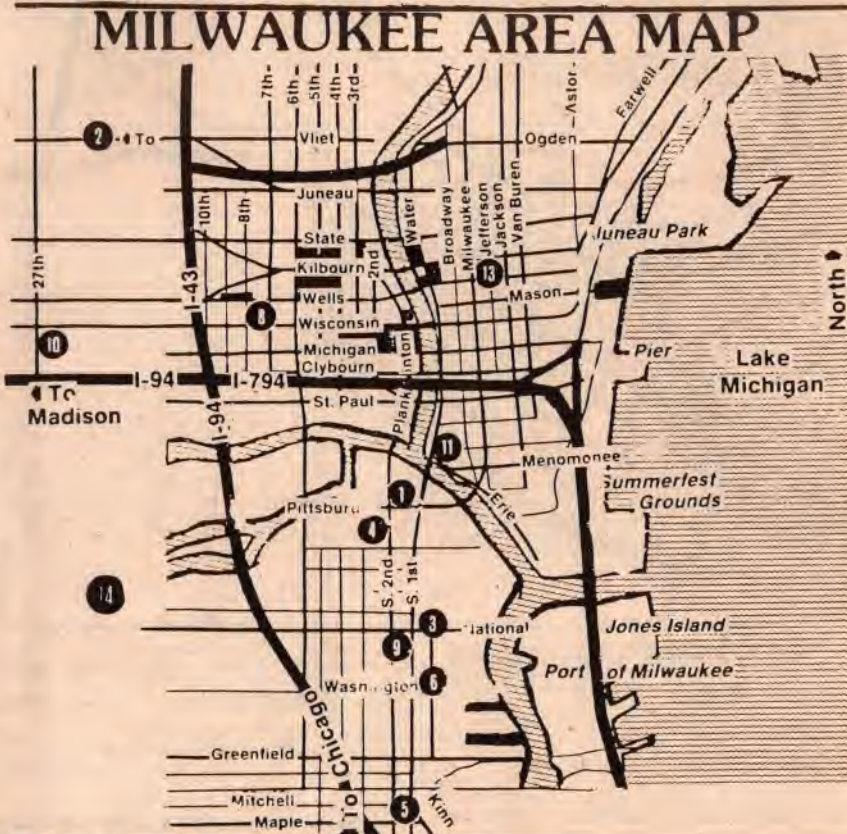 MILWAUKEE AREA MAP
7th
6th
5th
4th
3rd
Astor
Farwell
2
To
Vliet
Ogden
Juneau
10th
8th
Water
Broadway
Milwaukee
Jefferson
Jackson
Van Buren
State
Juneau Park
27th
I-43
Kilbourn
2nd
13
Wells
Mason
North
8
Wisconsin
10
Michigan
Pier
Clybourn
Lake
Michigan
I-94
I-794
To
Madison
St. Paul
I-94
11
Menomonee
Summerfest
Grounds
1
Erie
4
14
S. 2nd
S. 1st
3
National
Jones Island
9
Port of Milwaukee
Washington
6
Greenfield
To Chicago
Mitchell
5
Kinn
Maple